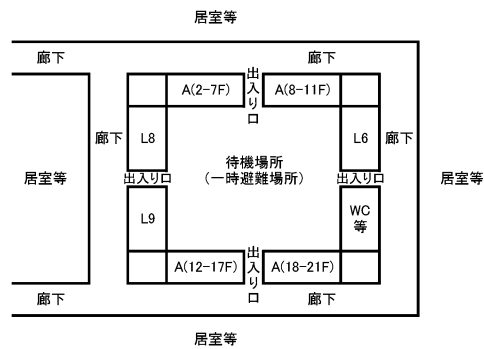 居室等
廊下
廊下
出入り口
A(2-7F)
A(8-11F)
廊下
L8
L6
廊下
待機場所
(一時避難場所)
居室等
出入り口
出入り口
居室等
L9
WC
等
A(12-17F)
出入り口
A(18-21F)
廊下
廊下
居室等